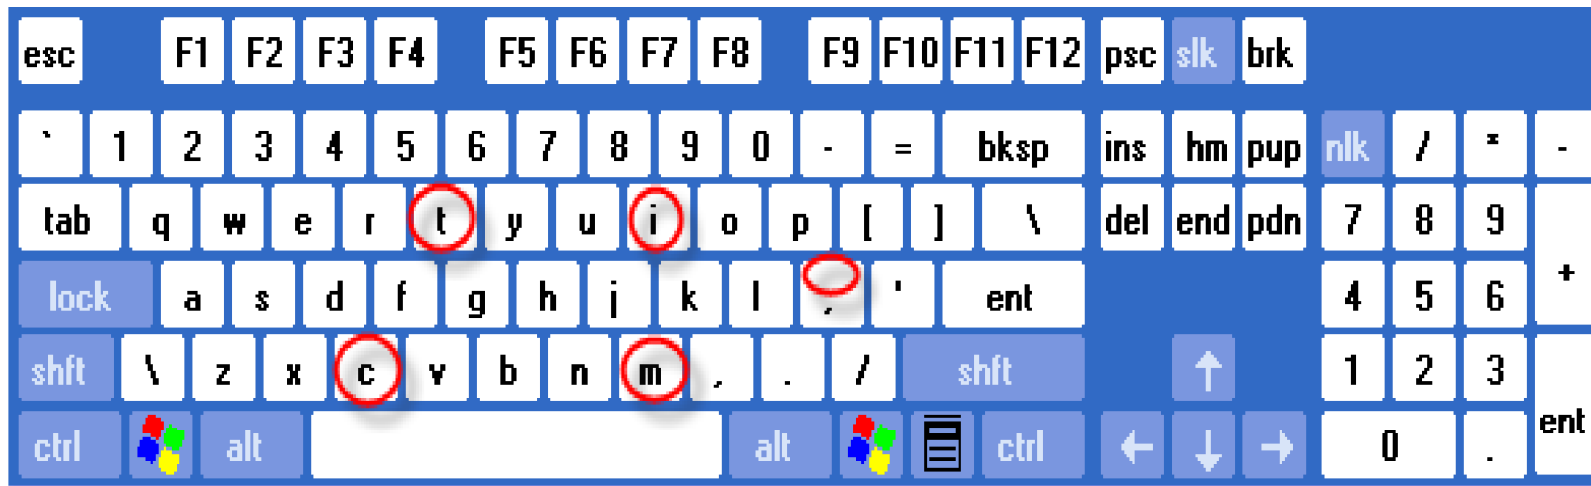 esc F1 F2 F3 F4 F5 F6 F7 F8 F9 F10 F11 F12 psc slk brk
` 1 2 3 4 5 6 7 8 9 0 - = bksp ins hm pup nlk / * -
tab q w e r t y u i o p [ ] \ del end pdn 7 8 9 +
lock a s d f g h j k l ; ' ent 4 5 6
shft \ z x c v b n m , . / shft ↑ 1 2 3 ent
ctrl alt alt ctrl ← ↓ → 0 .